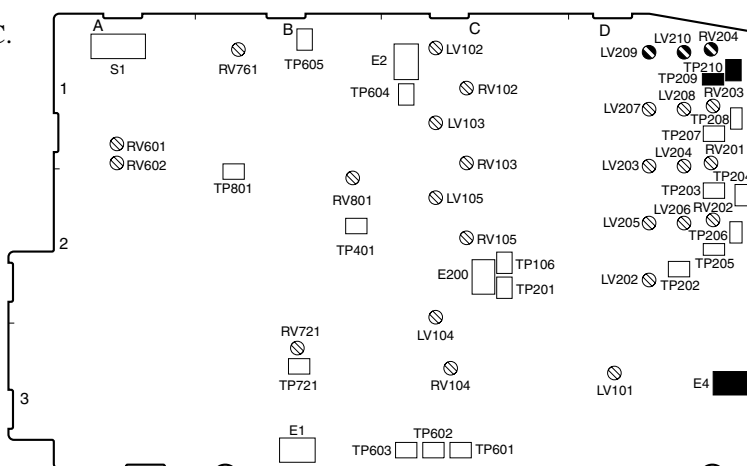 C.
A B C D
LV210 RV204
S1 RV761 TP605 E2 LV102 LV209
TP210
TP209
1 TP604 RV102 RV203
LV208
LV207 TP208
LV103 TP207
RV601 RV201
LV204
RV602 RV103 LV203
TP801 TP204
RV801 LV105 TP203
LV206 RV202
LV205
TP401 TP206
2 RV105
TP205
E200 TP106
TP201 LV202 TP202
RV721 LV104
TP721 RV104 LV101 E4
3
E1 TP602
TP603 TP601